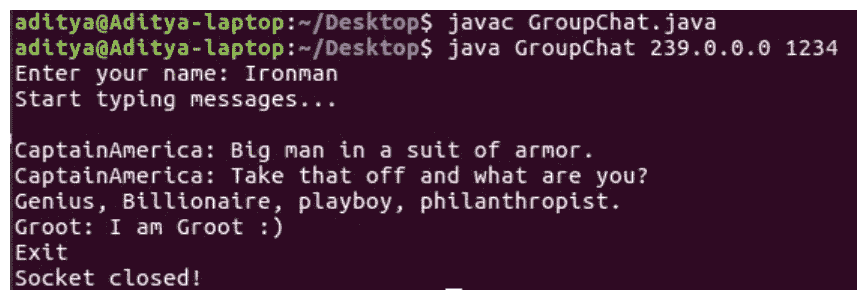 aditya@Aditya-laptop:~/Desktop$ javac GroupChat.java
aditya@Aditya-laptop:~/Desktop$ java GroupChat 239.0.0.0 1234
Enter your name: Ironman
Start typing messages...
CaptainAmerica: Big man in a suit of armor.
CaptainAmerica: Take that off and what are you?
Genius, Billionaire, playboy, philanthropist.
Groot: I am Groot :)
Exit
Socket closed!